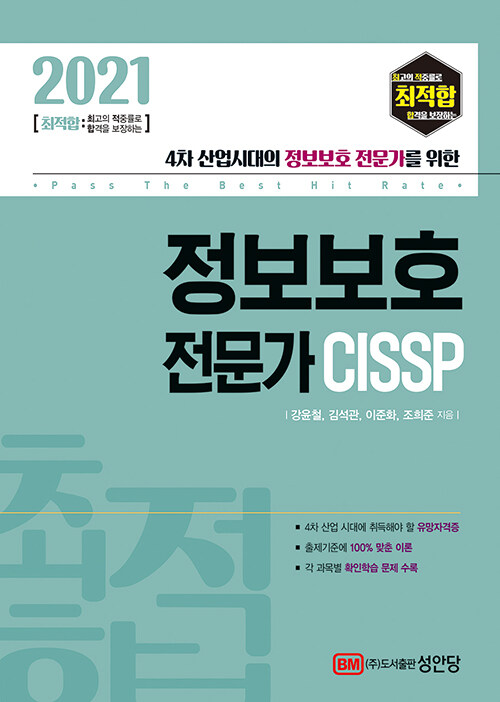 2021
[ 최적합 : 최고의 적중률로 합격을 보장하는 ]
최고의 적중률로
최적합
합격을 보장하는
4차 산업시대의 정보보호 전문가를 위한
• Pass The Best Hit Rate •
정보보호
전문가 CISSP
| 강윤철, 김석관, 이준화, 조희준 지음 |
최적합
■ 4차 산업 시대에 취득해야 할 유망자격증
■ 출제기준에 100% 맞춘 이론
■ 각 과목별 확인학습 문제 수록
BM (주)도서출판 성안당